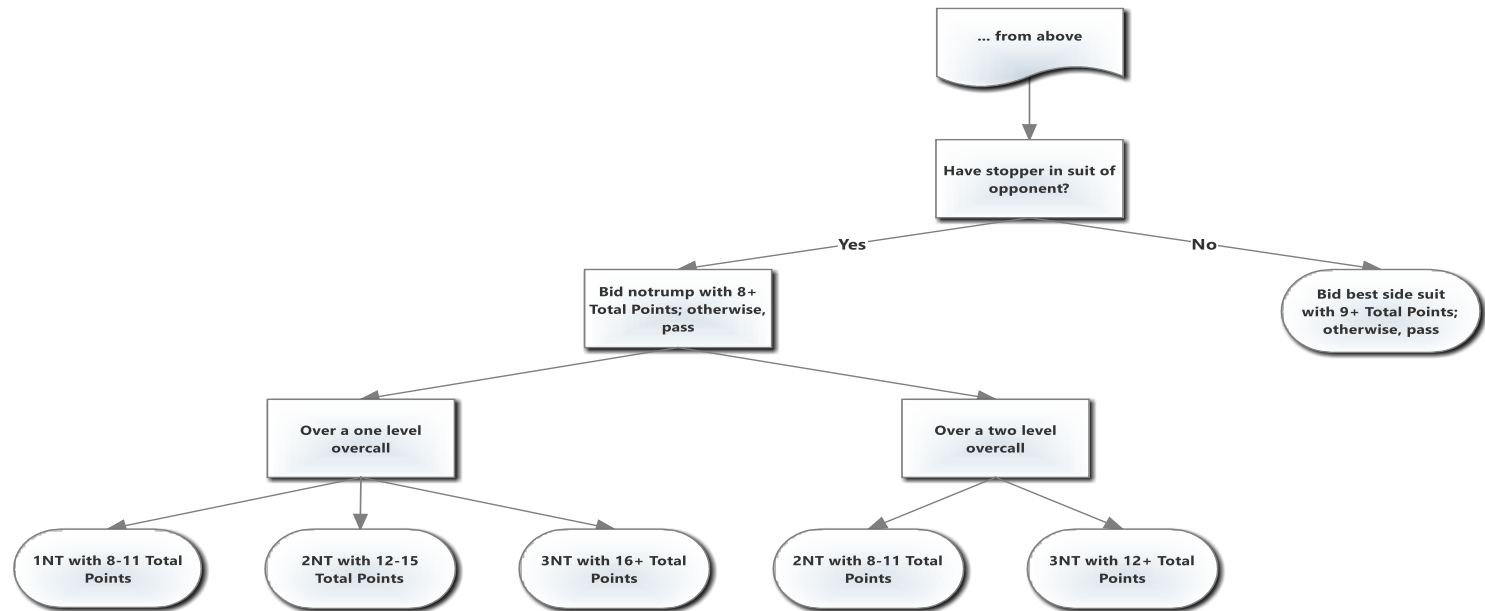 ... from above
Have stopper in suit of
opponent?
Yes
No
Bid notrump with 8+
Total Points; otherwise,
pass
Bid best side suit
with 9+ Total Points;
otherwise, pass
Over a one level
overcall
Over a two level
overcall
1NT with 8-11 Total
Points
2NT with 12-15
Total Points
3NT with 16+ Total
Points
2NT with 8-11 Total
Points
3NT with 12+ Total
Points